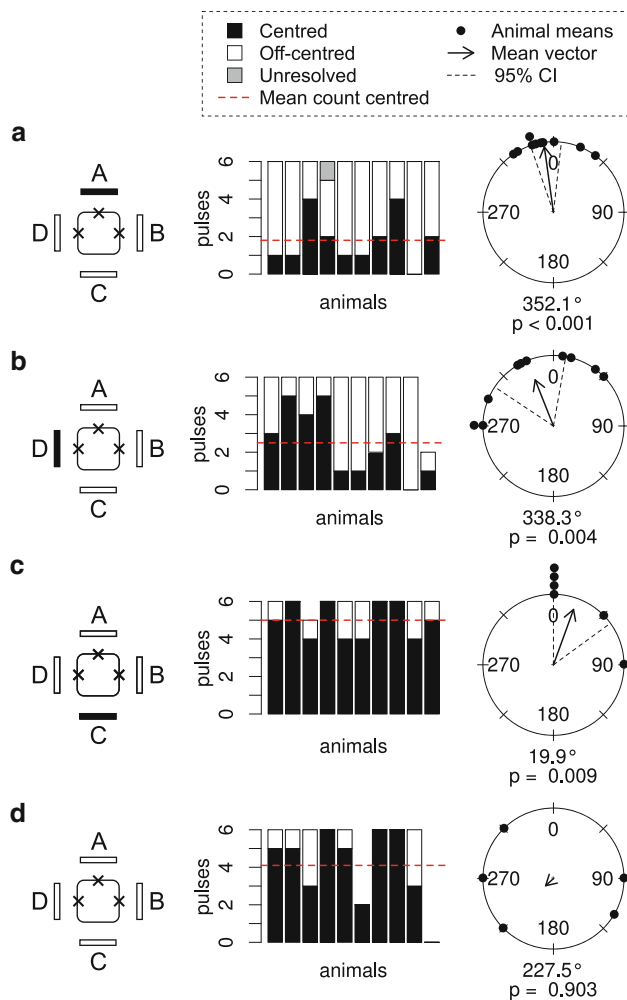 Centred
Off-centred
Unresolved
Mean count centred
Animal means
Mean vector
95% CI
a
A
D B
C
pulses
6
4
2
0
animals
0
270 90
180
352.1°
p < 0.001
b
A
D B
C
pulses
6
4
2
0
animals
0
270 90
180
338.3°
p = 0.004
c
A
D B
C
pulses
6
4
2
0
animals
0
270 90
180
19.9°
p = 0.009
d
A
D B
C
pulses
6
4
2
0
animals
0
270 90
180
227.5°
p = 0.903